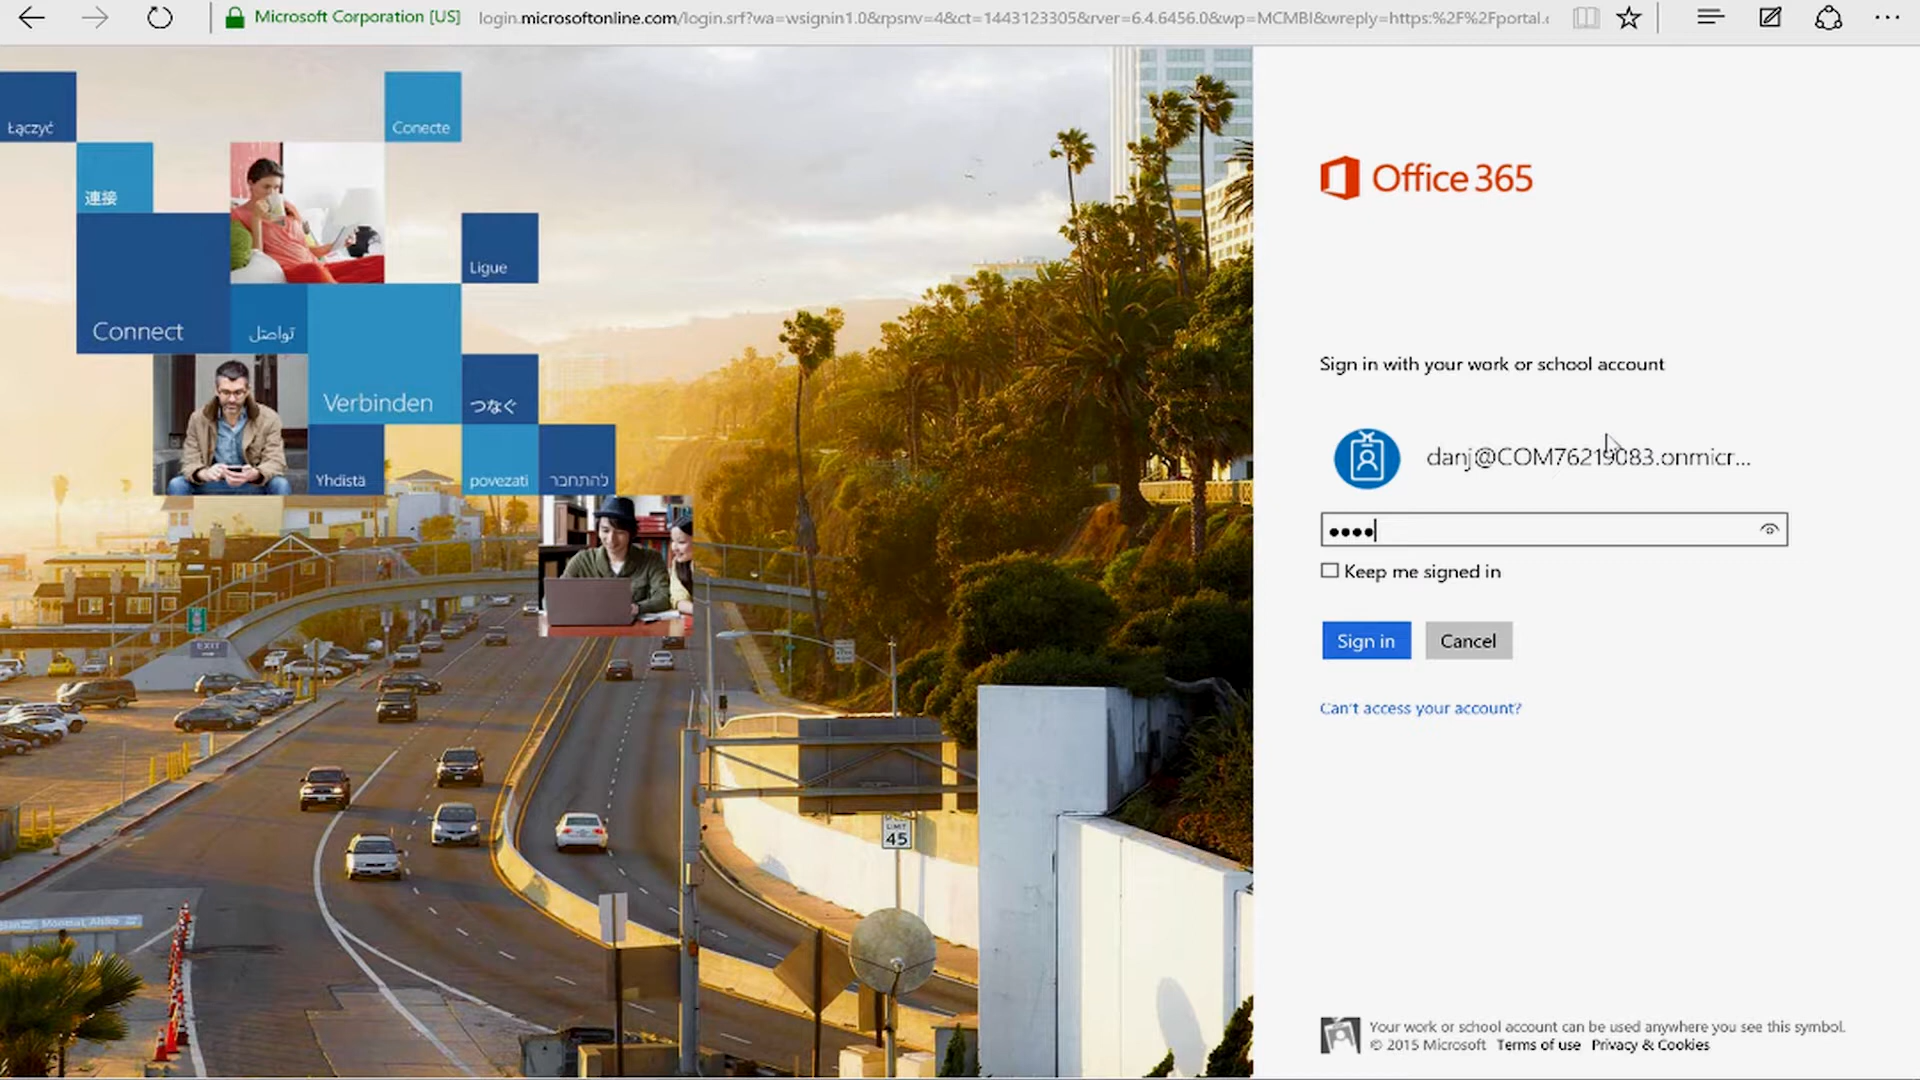 Microsoft Corporation [US]
login.microsoftonline.com/login.srf?wa=wsignin1.0&rpsnv=4&ct=1443123305&rver=6.4.6456.0&wp=MCMBI&wreply=https:%2F%2Fportal.
Łączyć
Conecte
連接
Ligue
Connect
تواصل
Verbinden
つなぐ
Yhdistä
povezati
להתחבר
EXIT
LIMIT
45
Office 365
Sign in with your work or school account
danj@COM76219083.onmicr...
Keep me signed in
Sign in
Cancel
Can't access your account?
Your work or school account can be used anywhere you see this symbol.
© 2015 Microsoft Terms of use Privacy & Cookies